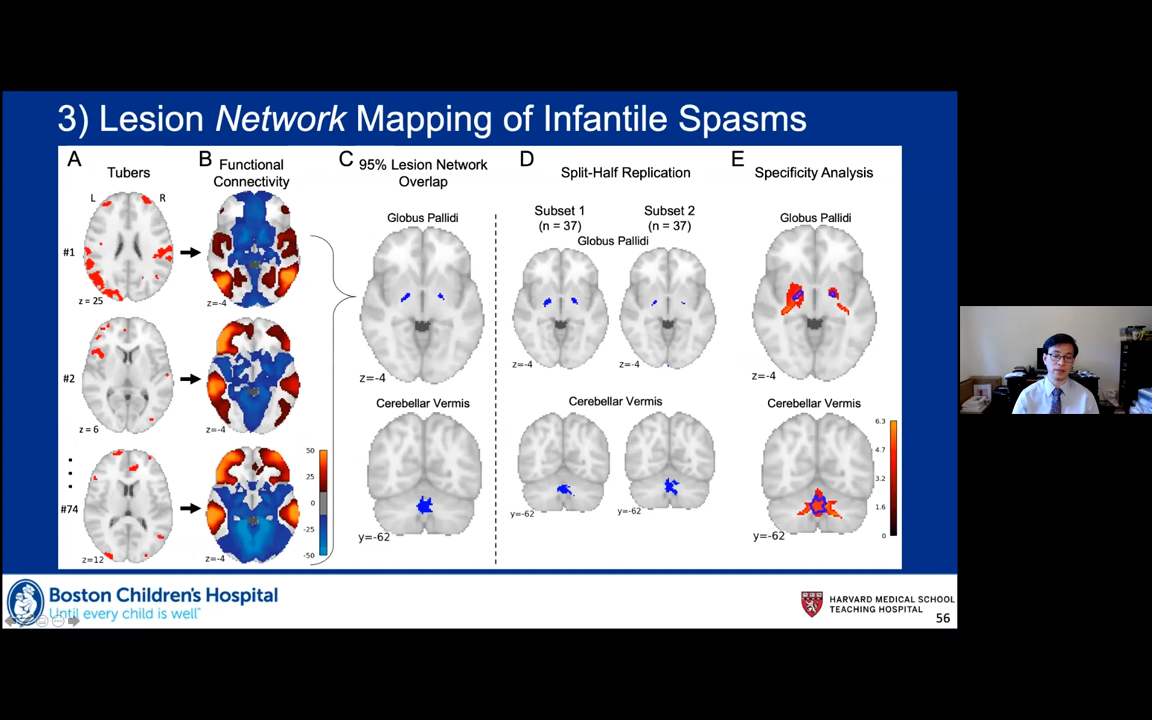 3) Lesion Network Mapping of Infantile Spasms
A
Tubers
L
R
#1
z = 25
#2
z = 6
#74
z=12
B
Functional
Connectivity
z=-4
z=-4
z=-4
50
25
0
-25
-50
C
95% Lesion Network
Overlap
Globus Pallidi
z=-4
Cerebellar Vermis
y=-62
D
Split-Half Replication
Subset 1
(n = 37)
Subset 2
(n = 37)
Globus Pallidi
z=-4
z=-4
Cerebellar Vermis
y=-62
y=-62
E
Specificity Analysis
Globus Pallidi
z=-4
Cerebellar Vermis
y=-62
6.3
4.7
3.2
1.6
0
Boston Children's Hospital
Until every child is well™
HARVARD MEDICAL SCHOOL
TEACHING HOSPITAL
56